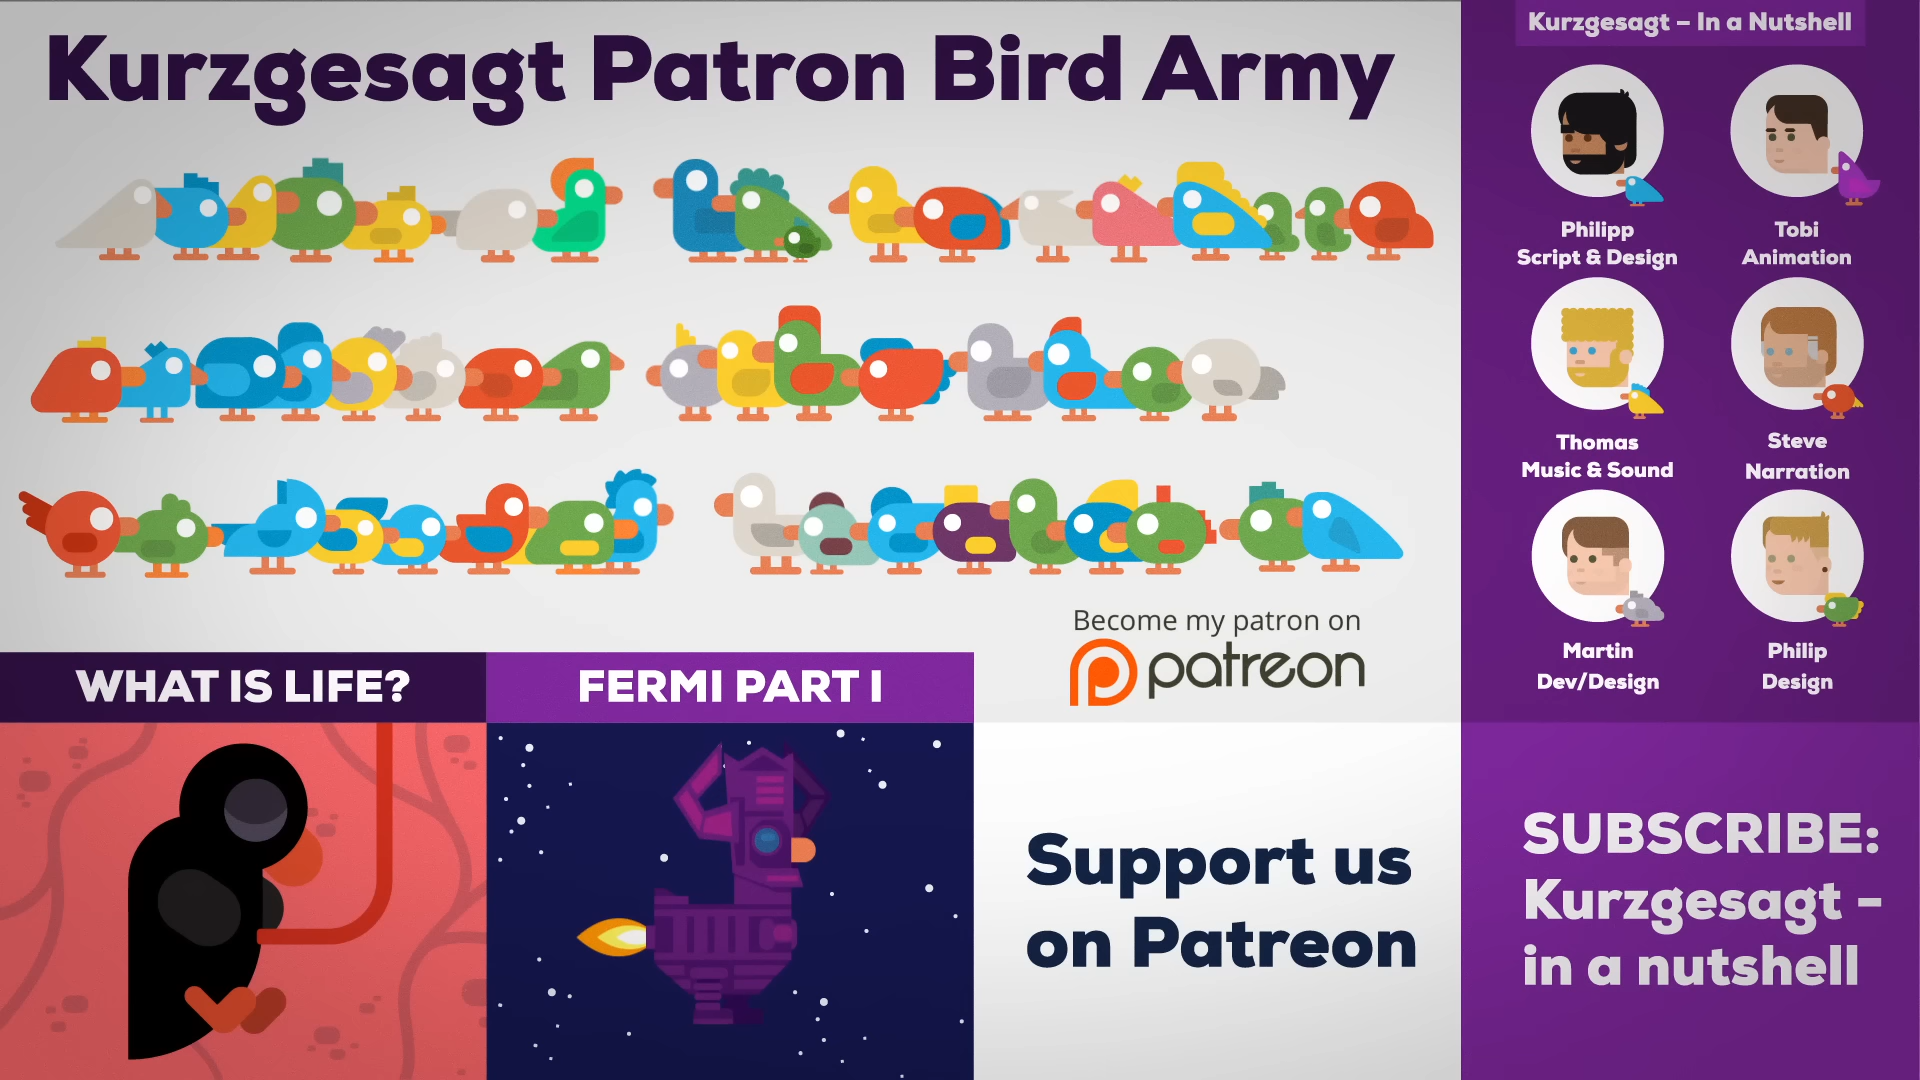 Kurzgesagt Patron Bird Army
Become my patron on
patreon
WHAT IS LIFE?
FERMI PART I
Support us
on Patreon
Kurzgesagt – In a Nutshell
Philipp
Script & Design
Tobi
Animation
Thomas
Music & Sound
Steve
Narration
Martin
Dev/Design
Philip
Design
SUBSCRIBE:
Kurzgesagt –
in a nutshell